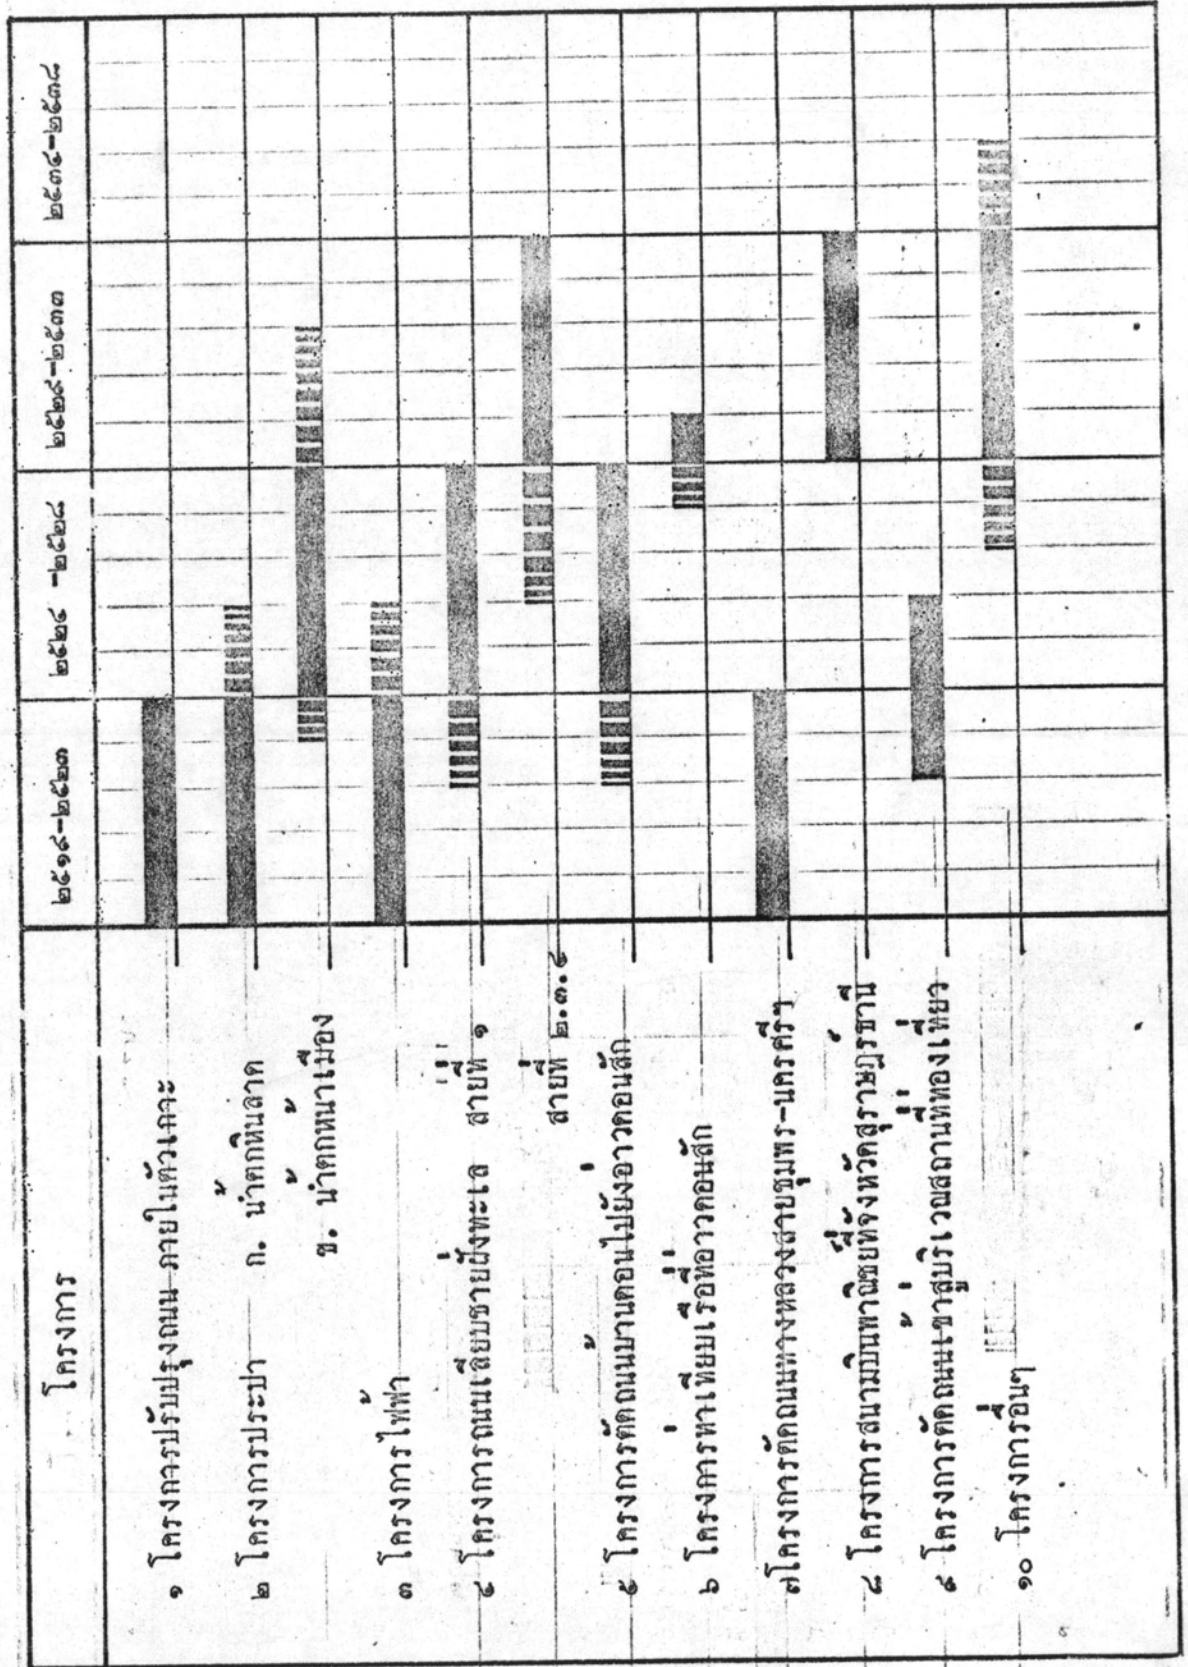 โครงการ
๒๕๑๙-๒๕๒๓
๒๕๒๔ -๒๕๒๘
๒๕๒๙-๒๕๓๓
๒๕๓๔-๒๕๓๘
๑ โครงการปรับปรุงถนน ภายในตัวเกาะ
๒ โครงการประปา ก. น้ำตกหินลาด
ข. น้ำตกหน้าเมือง
๓ โครงการไฟฟ้า
๔ โครงการถนนเลียบชายฝั่งทะเล สายที่ ๑
สายที่ ๒.๓.๔
๕ โครงการตัดถนนบานดอนไปยังอ่าวดอนสัก
๖ โครงการท่าเทียบเรือที่อ่าวดอนสัก
๗โครงการตัดถนนทางหลวงสายชุมพร-นครศรีฯ
๘ โครงการสนามบินพาณิชย์ที่จังหวัดสุราษฎร์ธานี
๙ โครงการตัดถนนเข้าสู่บริเวณสถานที่ท่องเที่ยว
๑๐ โครงการอื่นๆ